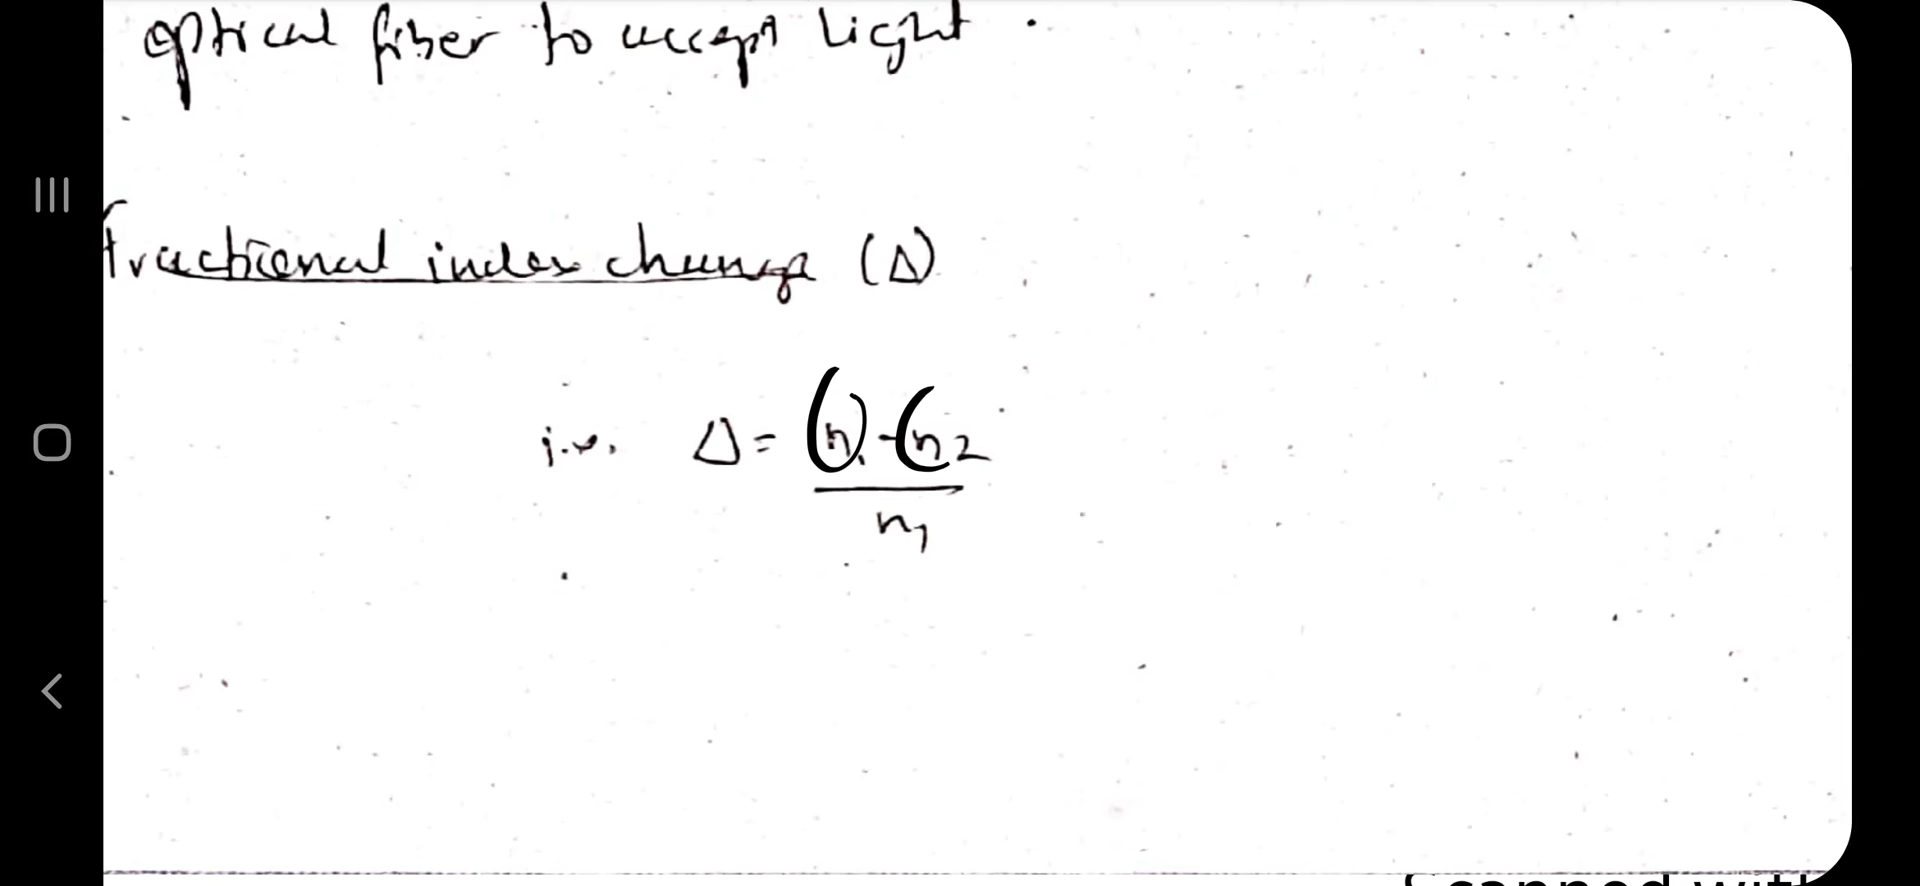 optical fiber to accept light .
fractional index change (Δ)
i.e. Δ = (n1 - (n2
n1